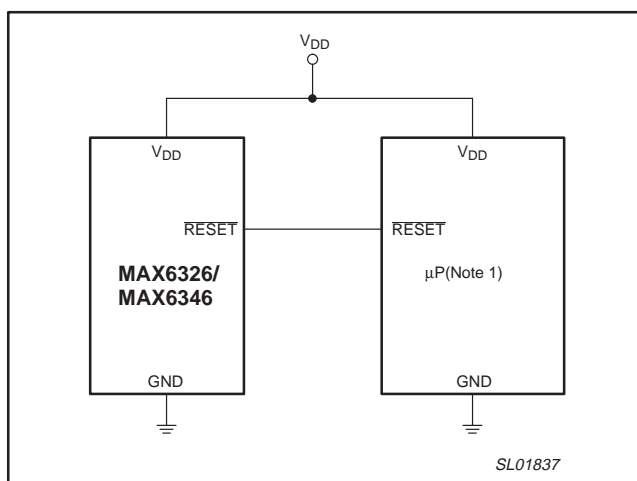 VDD
VDD VDD
RESET RESET
MAX6326/
MAX6346
μP(Note 1)
GND GND
SL01837